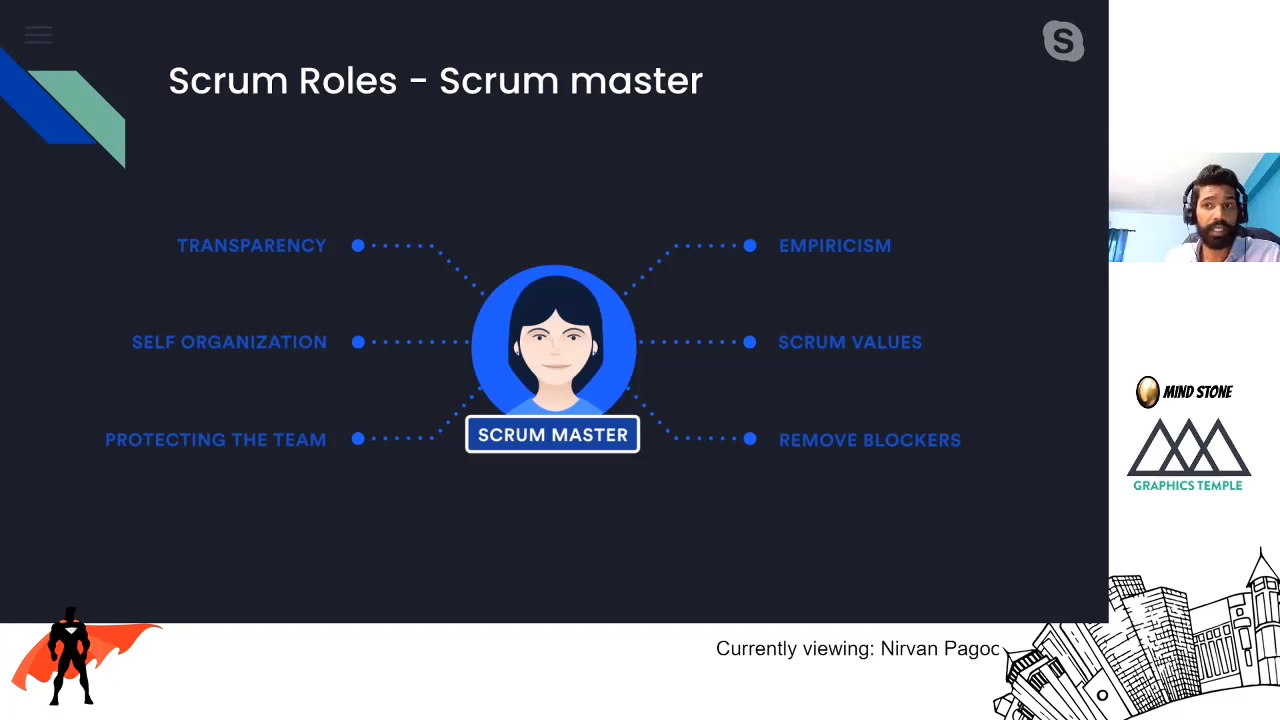 Scrum Roles - Scrum master
S
TRANSPARENCY
EMPIRICISM
SELF ORGANIZATION
SCRUM VALUES
PROTECTING THE TEAM
SCRUM MASTER
REMOVE BLOCKERS
MIND STONE
GRAPHICS TEMPLE
Currently viewing: Nirvan Pagoc